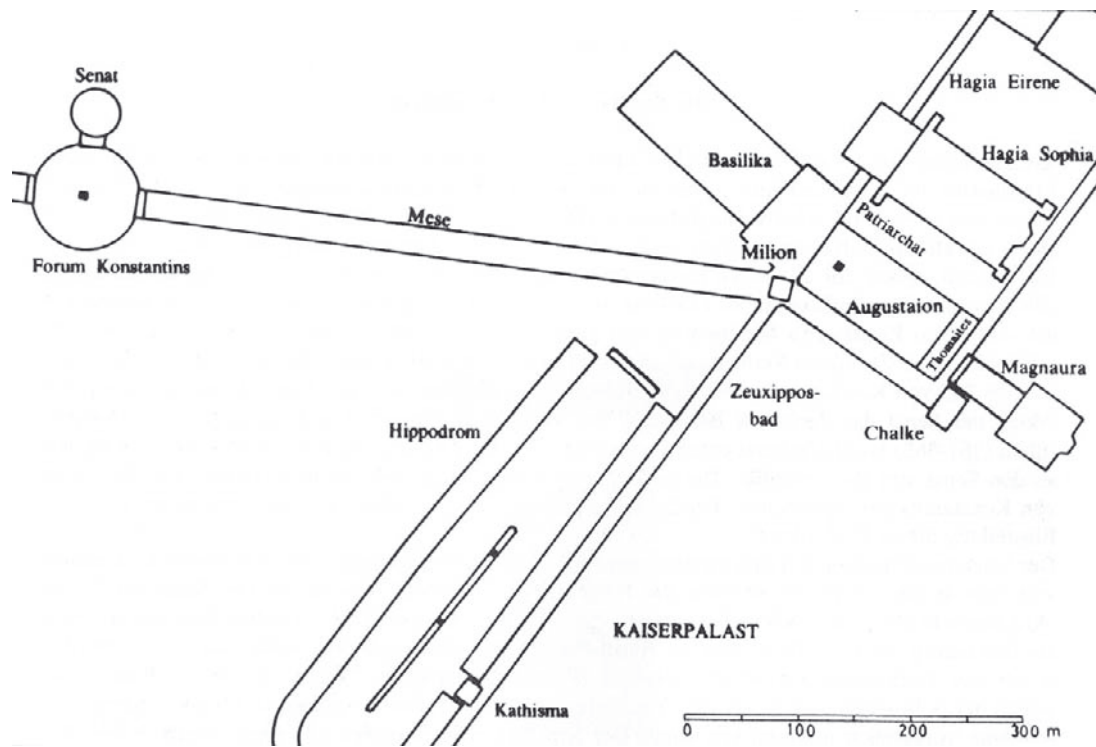 Senat
Hagia Eirene
Basilika
Hagia Sophia
Mese
Patriarchat
Forum Konstantins
Milion
Augustaion
Thomaites
Magnaura
Zeuxippos-
bad
Hippodrom
Chalke
KAISERPALAST
Kathisma
0 100 200 300 m